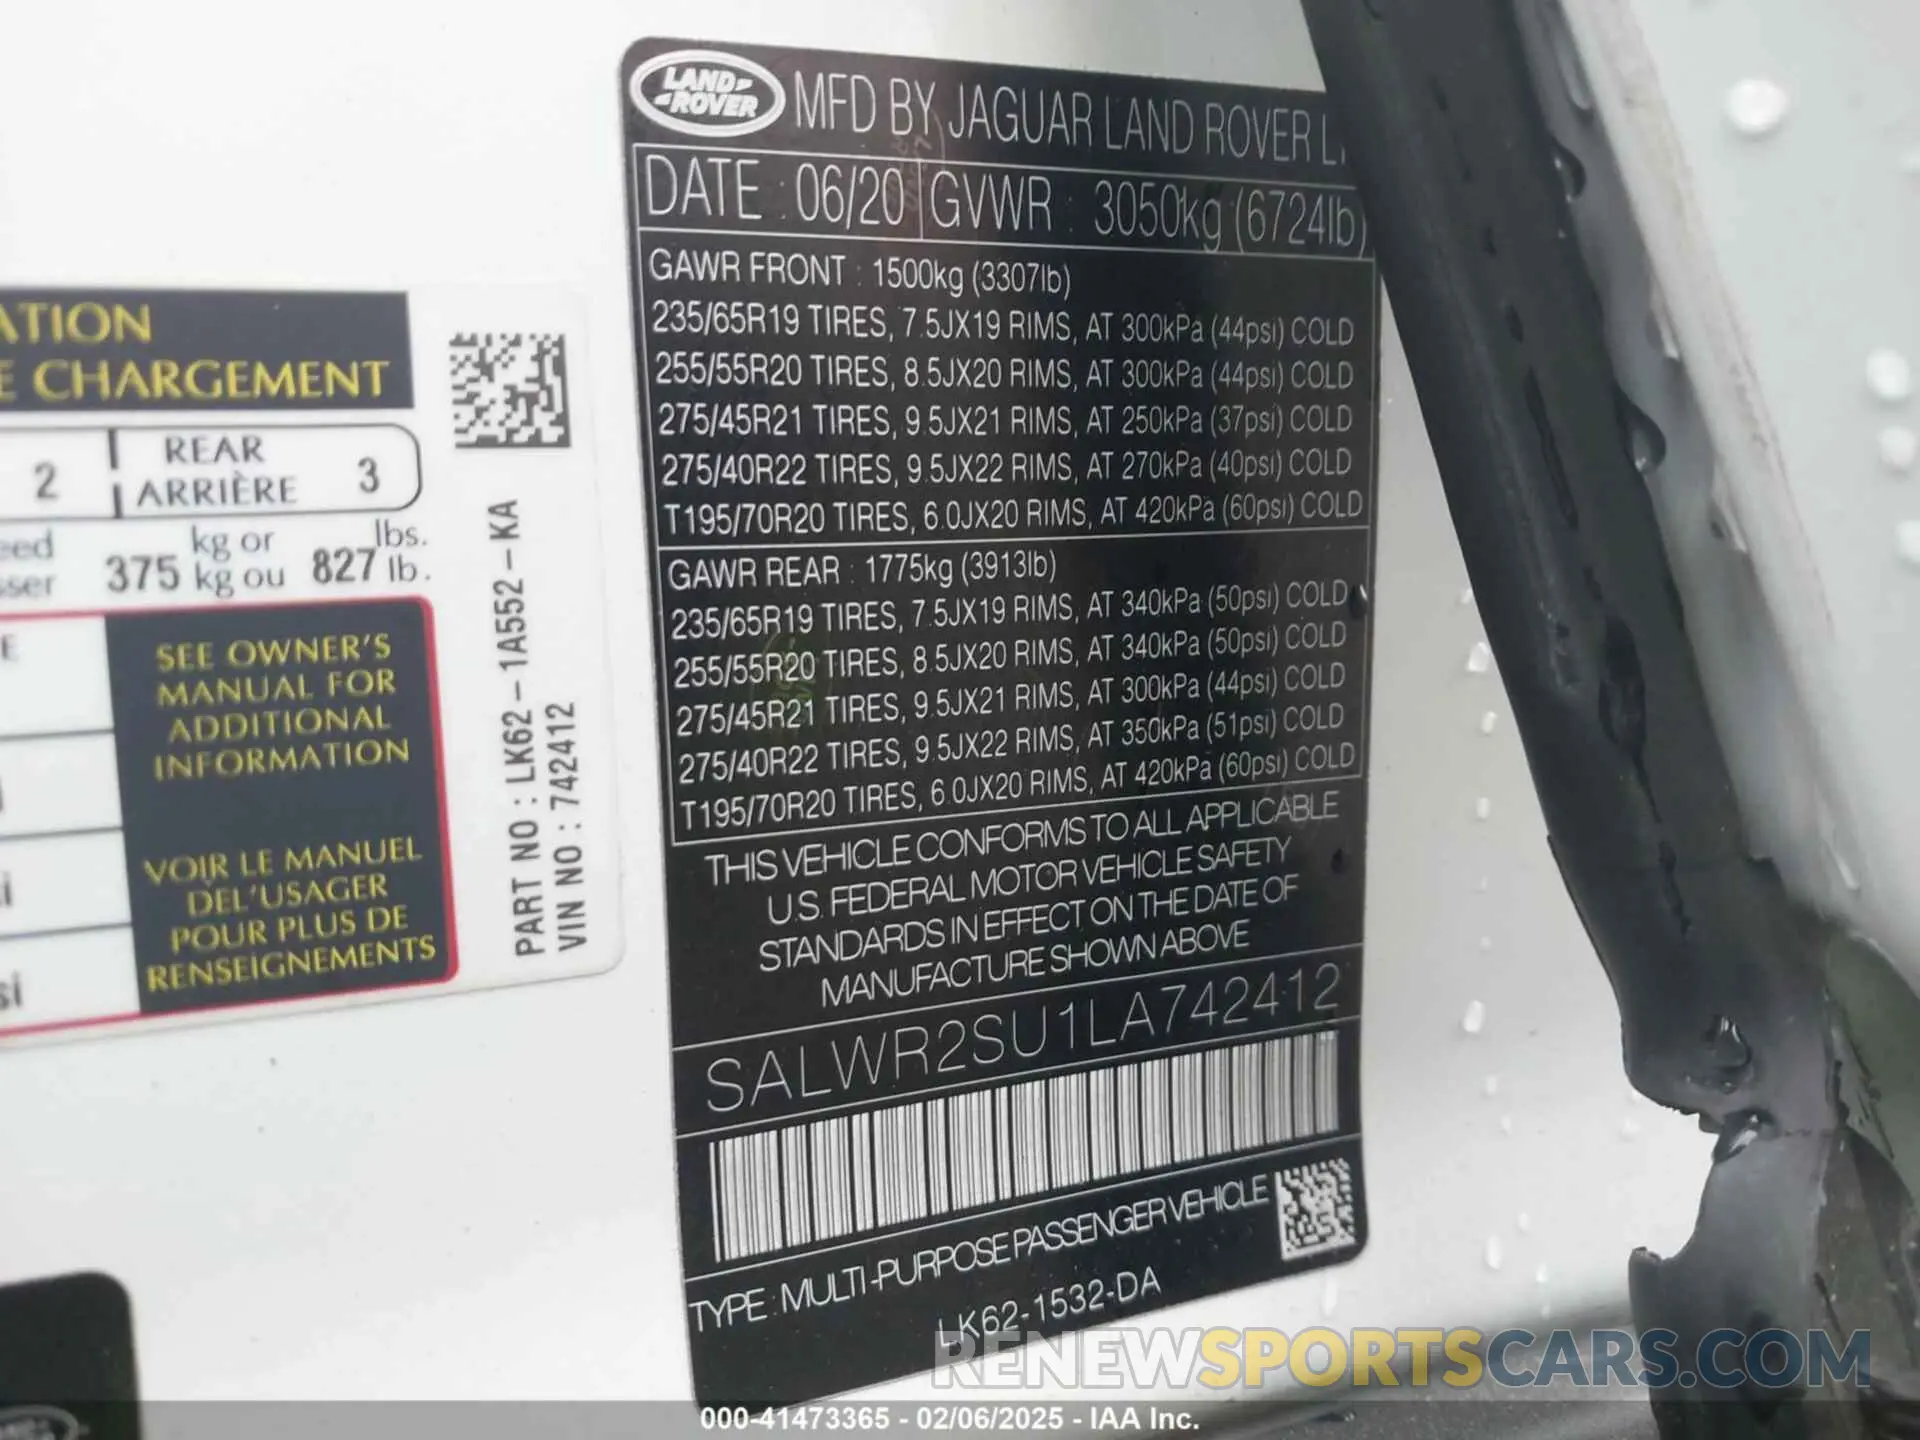 ATION
E CHARGEMENT
2 REAR ARRIÈRE 3
kg or lbs.
375 kg ou 827 lb.
SEE OWNER'S
MANUAL FOR
ADDITIONAL
INFORMATION
VOIR LE MANUEL
DEL'USAGER
POUR PLUS DE
RENSEIGNEMENTS
PART NO : LK62-1A552-KA
VIN NO : 742412
LAND
ROVER
MFD BY JAGUAR LAND ROVER
DATE : 06/20 GVWR : 3050kg (6724lb)
GAWR FRONT : 1500kg (3307lb)
235/65R19 TIRES, 7.5JX19 RIMS, AT 300kPa (44psi) COLD
255/55R20 TIRES, 8.5JX20 RIMS, AT 300kPa (44psi) COLD
275/45R21 TIRES, 9.5JX21 RIMS, AT 250kPa (37psi) COLD
275/40R22 TIRES, 9.5JX22 RIMS, AT 270kPa (40psi) COLD
T195/70R20 TIRES, 6.0JX20 RIMS, AT 420kPa (60psi) COLD
GAWR REAR : 1775kg (3913lb)
235/65R19 TIRES, 7.5JX19 RIMS, AT 340kPa (50psi) COLD
255/55R20 TIRES, 8.5JX20 RIMS, AT 340kPa (50psi) COLD
275/45R21 TIRES, 9.5JX21 RIMS, AT 300kPa (44psi) COLD
275/40R22 TIRES, 9.5JX22 RIMS, AT 350kPa (51psi) COLD
T195/70R20 TIRES, 6.0JX20 RIMS, AT 420kPa (60psi) COLD
THIS VEHICLE CONFORMS TO ALL APPLICABLE
U.S. FEDERAL MOTOR VEHICLE SAFETY
STANDARDS IN EFFECT ON THE DATE OF
MANUFACTURE SHOWN ABOVE
SALWR2SU1LA742412
TYPE : MULTI-PURPOSE PASSENGER VEHICLE
LK62-1532-DA
RENEWSPORTSCARS.COM
000-41473365 - 02/06/2025 - IAA Inc.